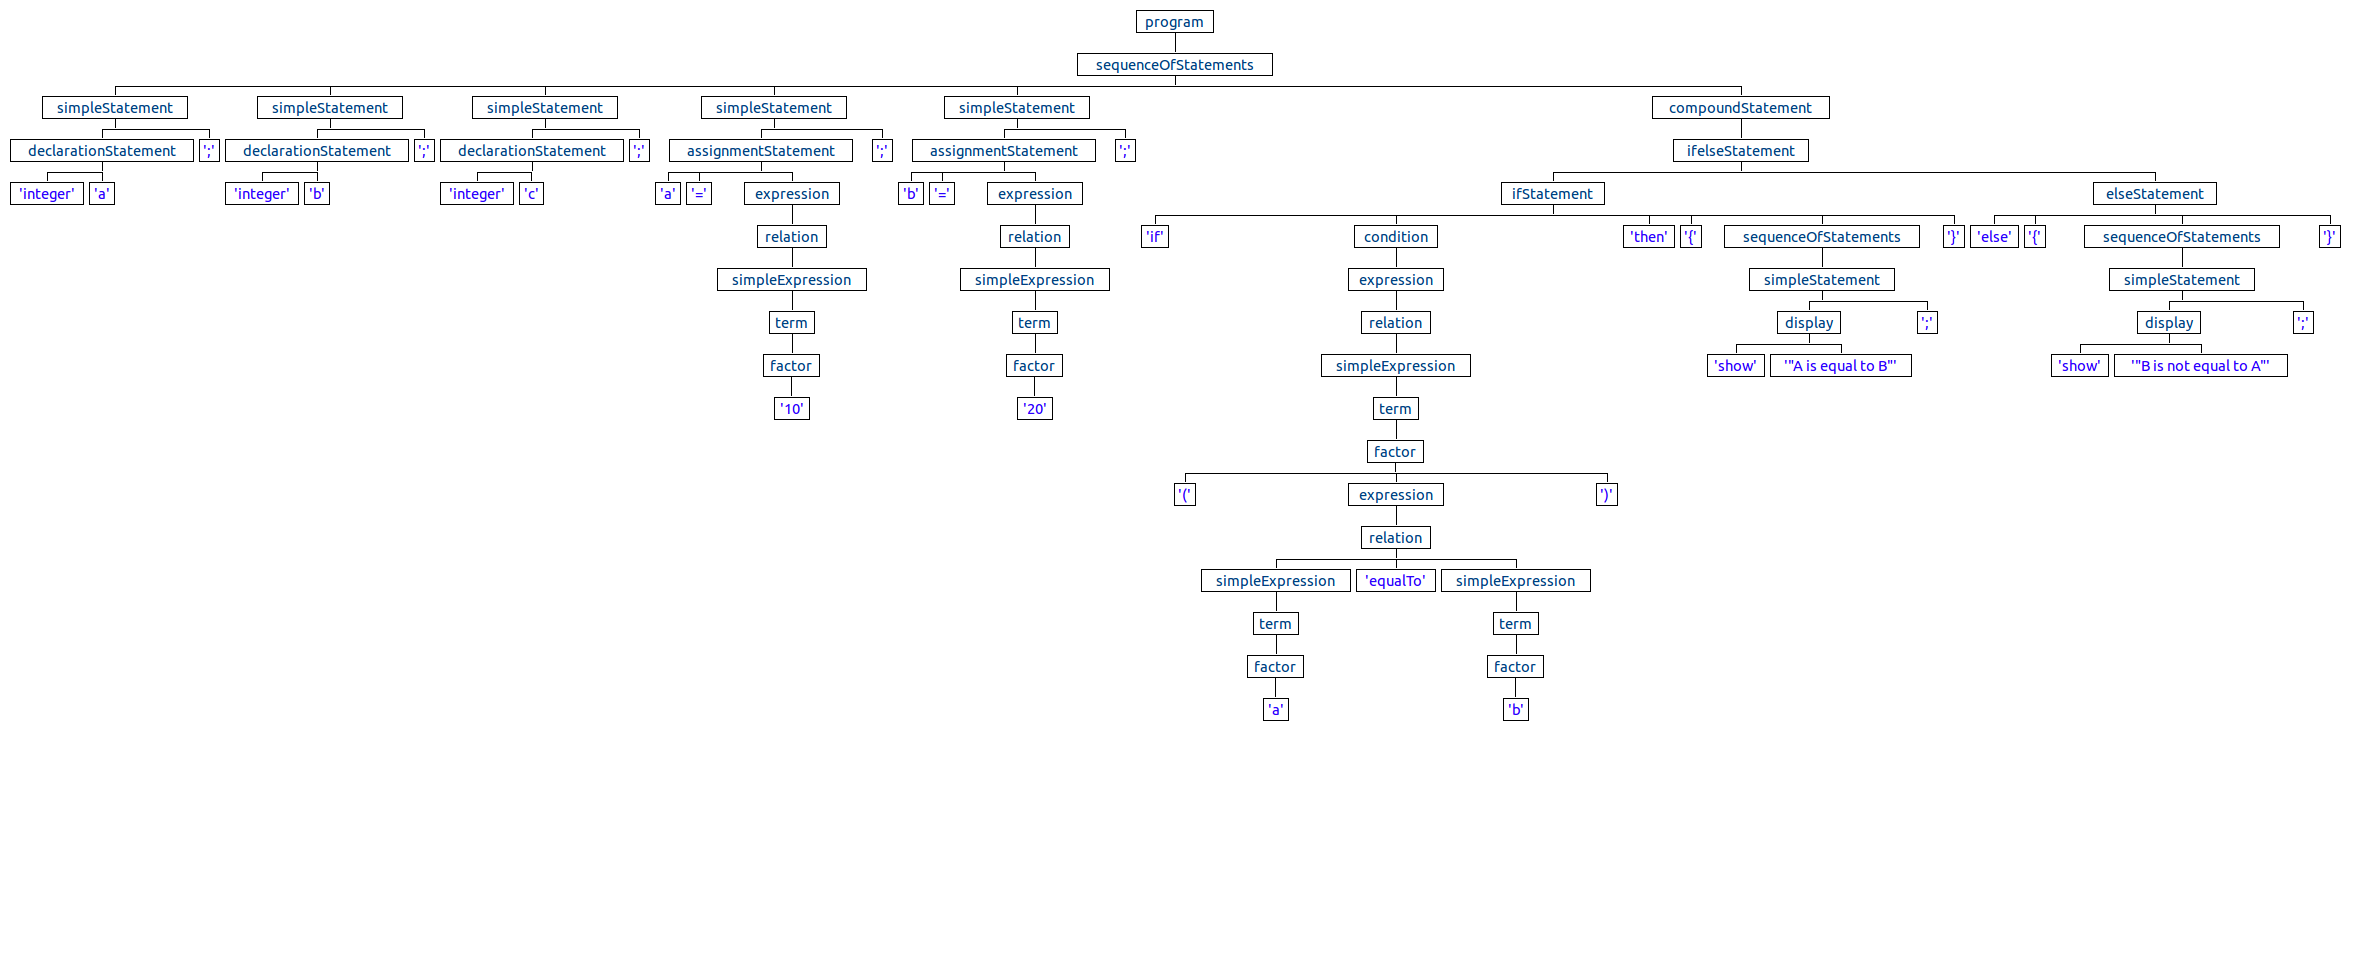 program
sequenceOfStatements
simpleStatement simpleStatement simpleStatement simpleStatement simpleStatement compoundStatement
declarationStatement ';' declarationStatement ';' declarationStatement ';' assignmentStatement ';' assignmentStatement ';' ifelseStatement
'integer' 'a' 'integer' 'b' 'integer' 'c' 'a' '=' expression 'b' '=' expression ifStatement elseStatement
relation relation 'if' condition 'then' '{' sequenceOfStatements '}' 'else' '{' sequenceOfStatements '}'
simpleExpression simpleExpression expression simpleStatement simpleStatement
term term relation display ';' display ';'
factor factor simpleExpression 'show' '"A is equal to B"' 'show' '"B is not equal to A"'
'10' '20' term
factor
'(' expression ')'
relation
simpleExpression 'equalTo' simpleExpression
term term
factor factor
'a' 'b'